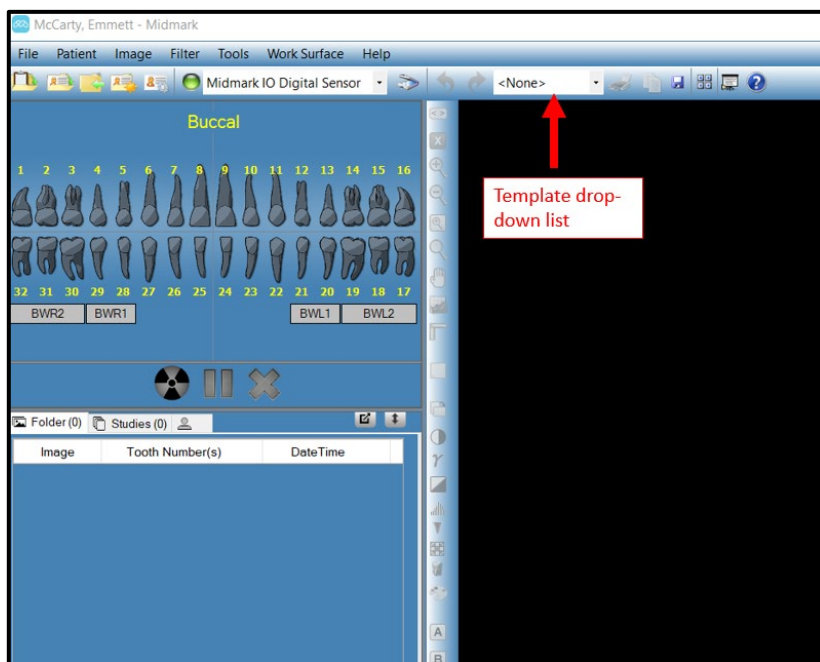 McCarty, Emmett - Midmark
File Patient Image Filter Tools Work Surface Help
Midmark IO Digital Sensor <None>
Buccal
1 2 3 4 5 6 7 8 9 10 11 12 13 14 15 16
32 31 30 29 28 27 26 25 24 23 22 21 20 19 18 17
BWR2 BWR1 BWL1 BWL2
Template drop-
down list
Folder (0) Studies (0)
Image Tooth Number(s) DateTime
X
γ
A
B